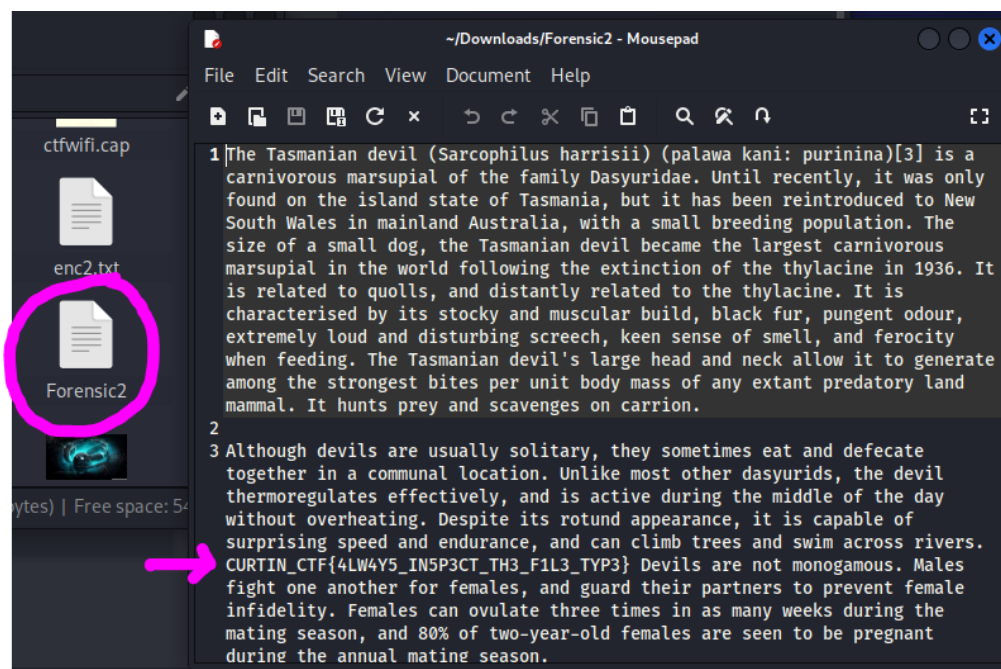 ~/Downloads/Forensic2 - Mousepad
File Edit Search View Document Help
ctfwifi.cap
enc2.txt
Forensic2
ytes) | Free space: 54
1 The Tasmanian devil (Sarcophilus harrisii) (palawa kani: purinina)[3] is a
carnivorous marsupial of the family Dasyuridae. Until recently, it was only
found on the island state of Tasmania, but it has been reintroduced to New
South Wales in mainland Australia, with a small breeding population. The
size of a small dog, the Tasmanian devil became the largest carnivorous
marsupial in the world following the extinction of the thylacine in 1936. It
is related to quolls, and distantly related to the thylacine. It is
characterised by its stocky and muscular build, black fur, pungent odour,
extremely loud and disturbing screech, keen sense of smell, and ferocity
when feeding. The Tasmanian devil's large head and neck allow it to generate
among the strongest bites per unit body mass of any extant predatory land
mammal. It hunts prey and scavenges on carrion.
2
3 Although devils are usually solitary, they sometimes eat and defecate
together in a communal location. Unlike most other dasyurids, the devil
thermoregulates effectively, and is active during the middle of the day
without overheating. Despite its rotund appearance, it is capable of
surprising speed and endurance, and can climb trees and swim across rivers.
CURTIN_CTF{4LW4Y5_IN5P3CT_TH3_F1L3_TYP3} Devils are not monogamous. Males
fight one another for females, and guard their partners to prevent female
infidelity. Females can ovulate three times in as many weeks during the
mating season, and 80% of two-year-old females are seen to be pregnant
during the annual mating season.